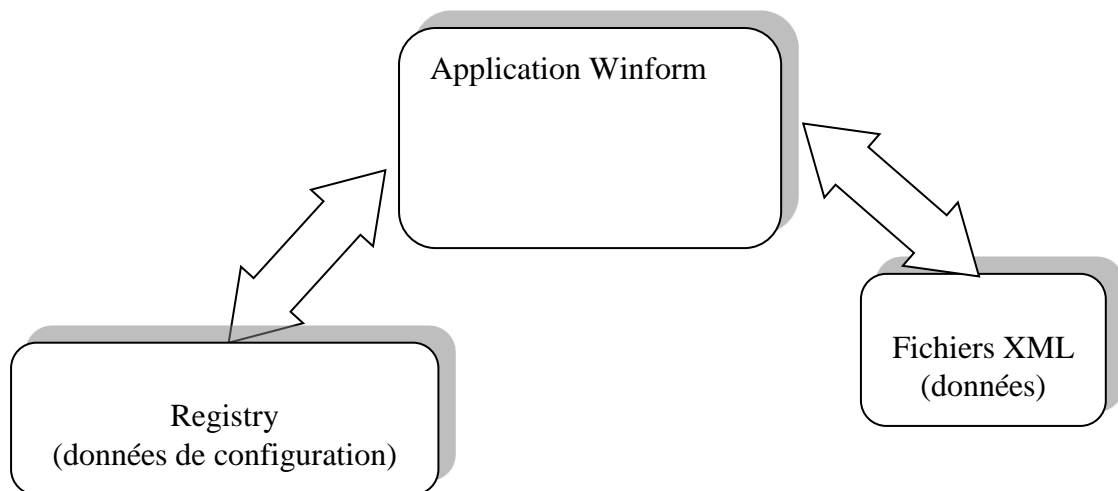 Application Winform
Fichiers XML
(données)
Registry
(données de configuration)